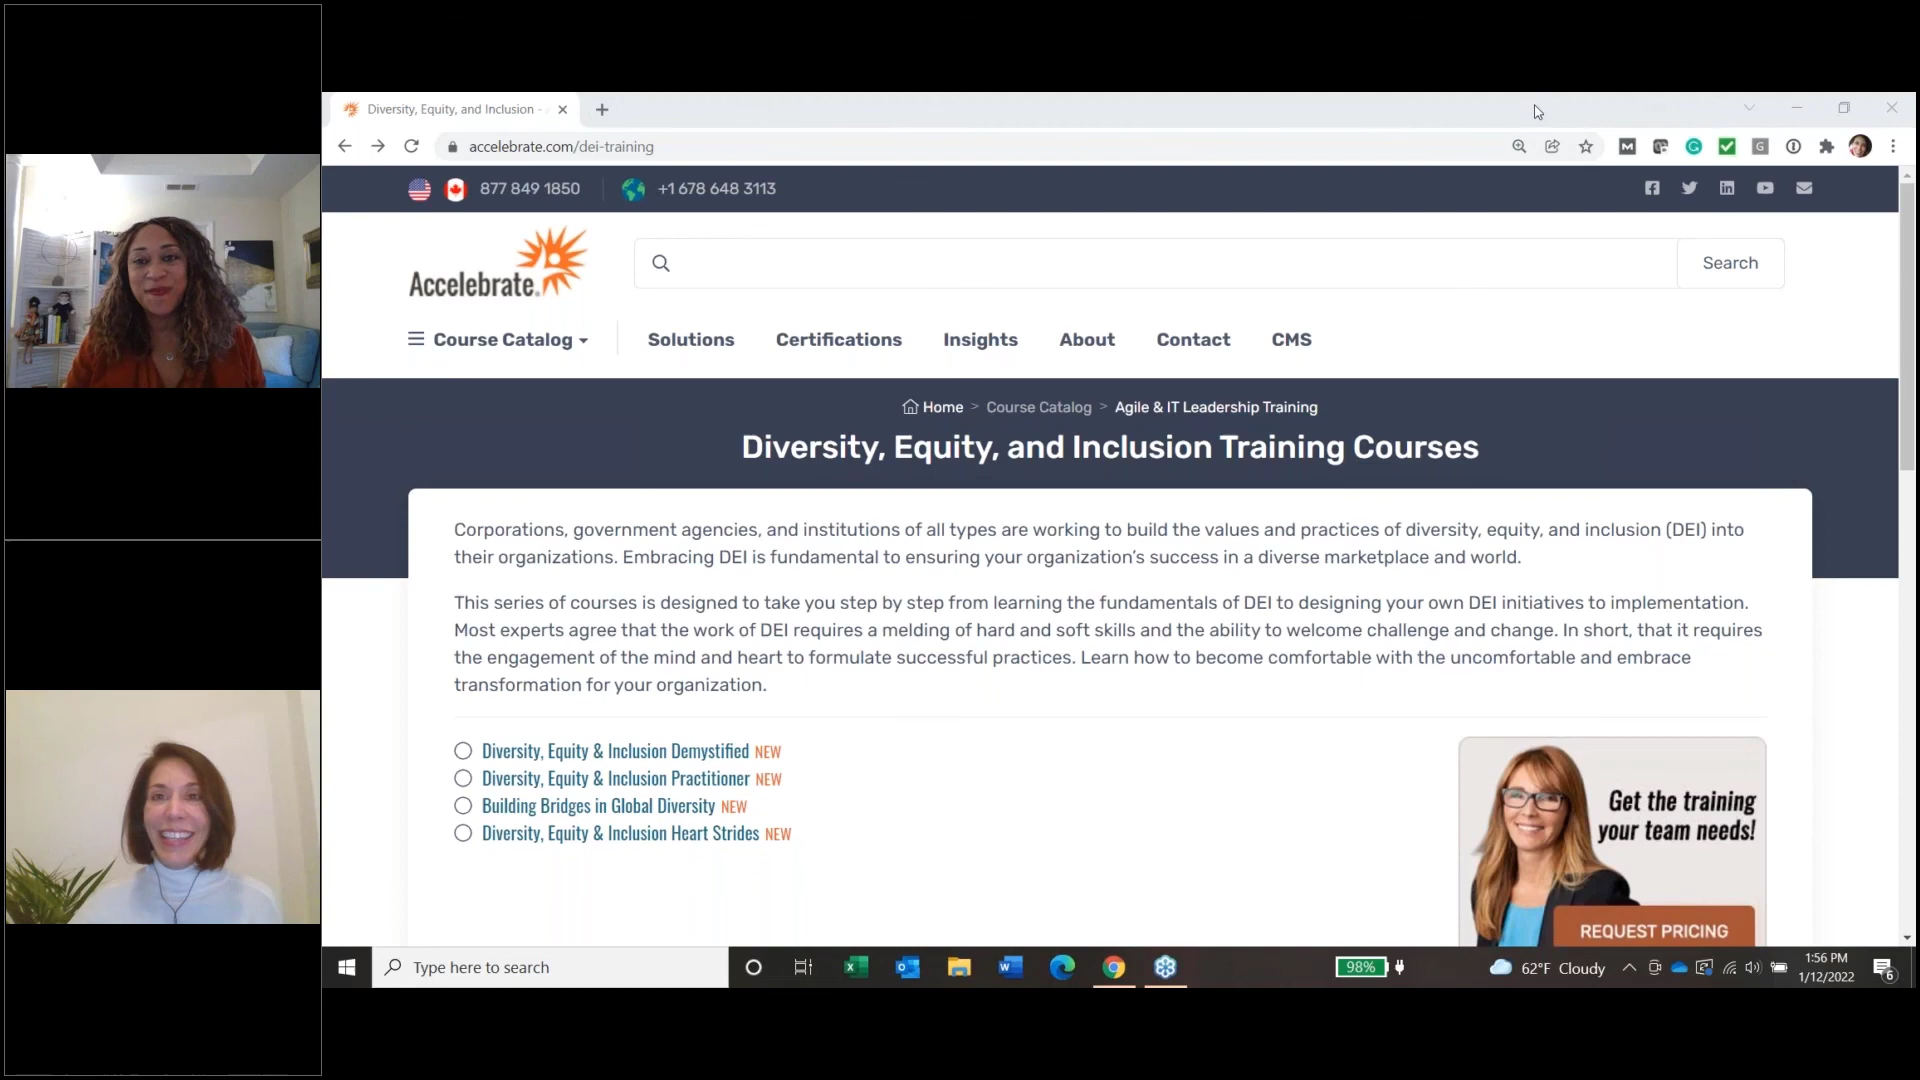 Diversity, Equity, and Inclusion -
accelebrate.com/dei-training
877 849 1850
+1 678 648 3113
Accelebrate.
Search
Course Catalog
Solutions
Certifications
Insights
About
Contact
CMS
Home > Course Catalog > Agile & IT Leadership Training
Diversity, Equity, and Inclusion Training Courses
Corporations, government agencies, and institutions of all types are working to build the values and practices of diversity, equity, and inclusion (DEI) into
their organizations. Embracing DEI is fundamental to ensuring your organization’s success in a diverse marketplace and world.
This series of courses is designed to take you step by step from learning the fundamentals of DEI to designing your own DEI initiatives to implementation.
Most experts agree that the work of DEI requires a melding of hard and soft skills and the ability to welcome challenge and change. In short, that it requires
the engagement of the mind and heart to formulate successful practices. Learn how to become comfortable with the uncomfortable and embrace
transformation for your organization.
Diversity, Equity & Inclusion Demystified NEW
Diversity, Equity & Inclusion Practitioner NEW
Building Bridges in Global Diversity NEW
Diversity, Equity & Inclusion Heart Strides NEW
Get the training
your team needs!
REQUEST PRICING
Type here to search
98%
62°F Cloudy
1:56 PM
1/12/2022
6